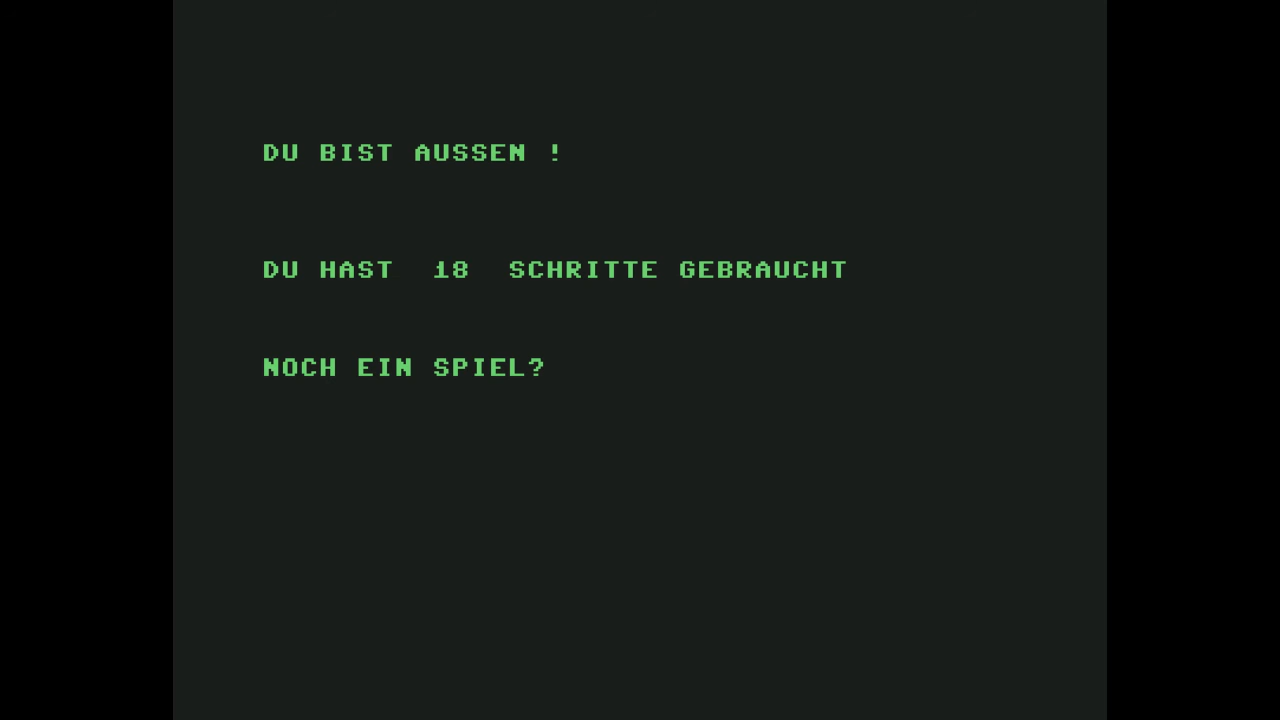 DU BIST AUSSEN !
DU HAST  18  SCHRITTE GEBRAUCHT
NOCH EIN SPIEL?